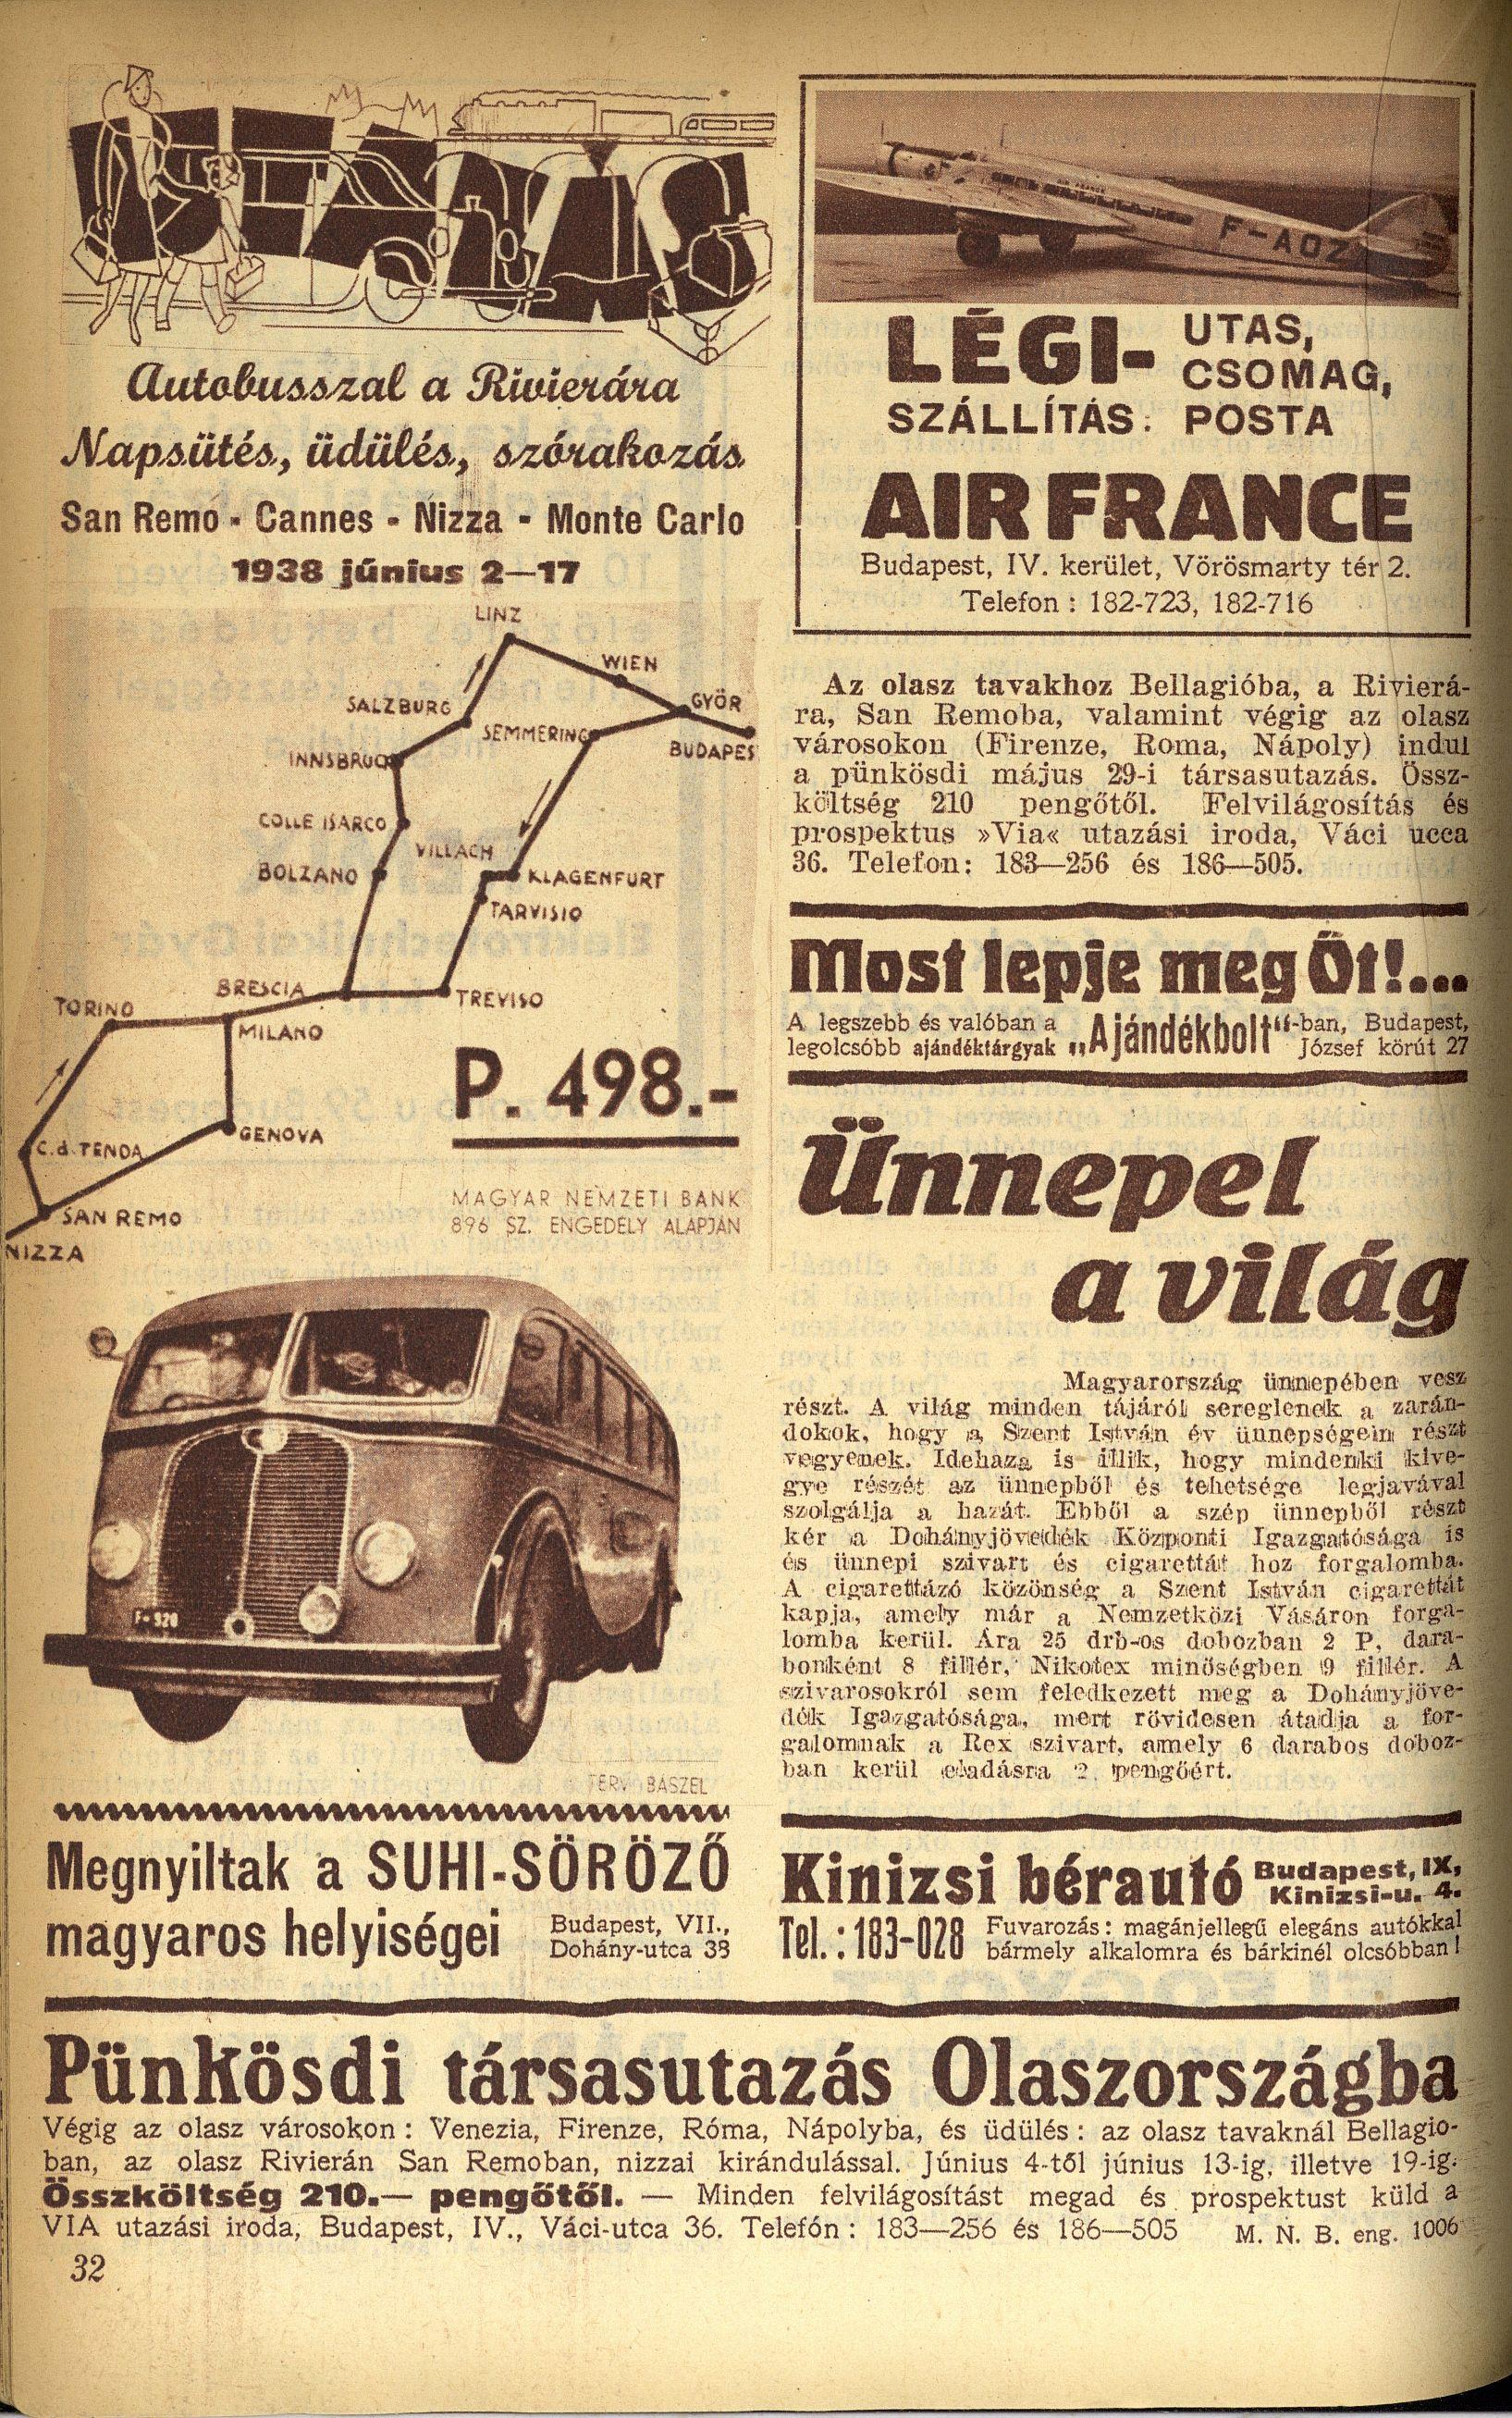 Autobusszal a Rivierára
Napsütés, üdülés, szórakozás
San Remo - Cannes - Nizza - Monte Carlo
1938 június 2—17
LINZ
WIEN
GYÖR
BUDAPES
SALZBURG
SEMMERING
INNSBRUCK
COLLE ISARCO
VILLACH
BOLZANO
KLAGENFURT
TARVISIO
BRESCIA
TREVISO
TORINO
MILANO
GENOVA
C.d.TENDA
SAN REMO
NIZZA
P. 498.-
MAGYAR NEMZETI BANK
896 SZ. ENGEDÉLY ALAPJÁN
F-520
TERV BÁSZEL
Megnyiltak a SUHI-SÖRÖZŐ
magyaros helyiségei
Budapest, VII.,
Dohány-utca 38
F-AOZ
LÉGI- UTAS,
CSOMAG,
SZÁLLÍTÁS: POSTA
AIR FRANCE
Budapest, IV. kerület, Vörösmarty tér 2.
Telefon : 182-723, 182-716
Az olasz tavakhoz Bellagióba, a Rivierá-
ra, San Remoba, valamint végig az olasz
városokon (Firenze, Roma, Nápoly) indul
a pünkösdi május 29-i társasutazás. Össz-
költség 210 pengőtől. Felvilágosítás és
prospektus »Via« utazási iroda, Váci ucca
36. Telefon: 183—256 és 186—505.
Most lepje meg Őt!...
A legszebb és valóban a
legolcsóbb ajándéktárgyak „Ajándékbolt"-ban, Budapest,
József körút 27
Ünnepel
a világ
Magyarország ünnepében vesz
részt. A világ minden tájáról sereglenek a zarán-
dokok, hogy a Szent István év ünnepségein részt
vegyenek. Idehaza is illik, hogy mindenki kive-
gye részét az ünnepből és tehetsége legjavával
szolgálja a hazát. Ebből a szép ünnepből részt
kér a Dohányjövedék Központi Igazgatósága is
és ünnepi szivart és cigarettát hoz forgalomba.
A cigarettázó közönség a Szent István cigarettát
kapja, amely már a Nemzetközi Vásáron forga-
lomba kerül. Ára 25 drb-os dobozban 2 P, dara-
bonként 8 fillér, Nikotex minőségben 9 fillér. A
szivarosokról sem feledkezett meg a Dohányjöve-
dék Igazgatósága, mert rövidesen átadja a for-
galomnak a Rex szivart, amely 6 darabos doboz-
ban kerül eladásra 2. pengőért.
Kinizsi bérautó Budapest, IX,
Kinizsi-u. 4.
Tel. : 183-028 Fuvarozás : magánjellegű elegáns autókkal
bármely alkalomra és bárkinél olcsóbban !
Pünkösdi társasutazás Olaszországba
Végig az olasz városokon : Venezia, Firenze, Róma, Nápolyba, és üdülés : az olasz tavaknál Bellagio-
ban, az olasz Rivierán San Remoban, nizzai kirándulással. Június 4-től június 13-ig, illetve 19-ig.
Összköltség 210.— pengőtől. — Minden felvilágosítást megad és prospektust küld a
VIA utazási iroda, Budapest, IV., Váci-utca 36. Telefón : 183—256 és 186—505 M. N. B. eng. 1006
32